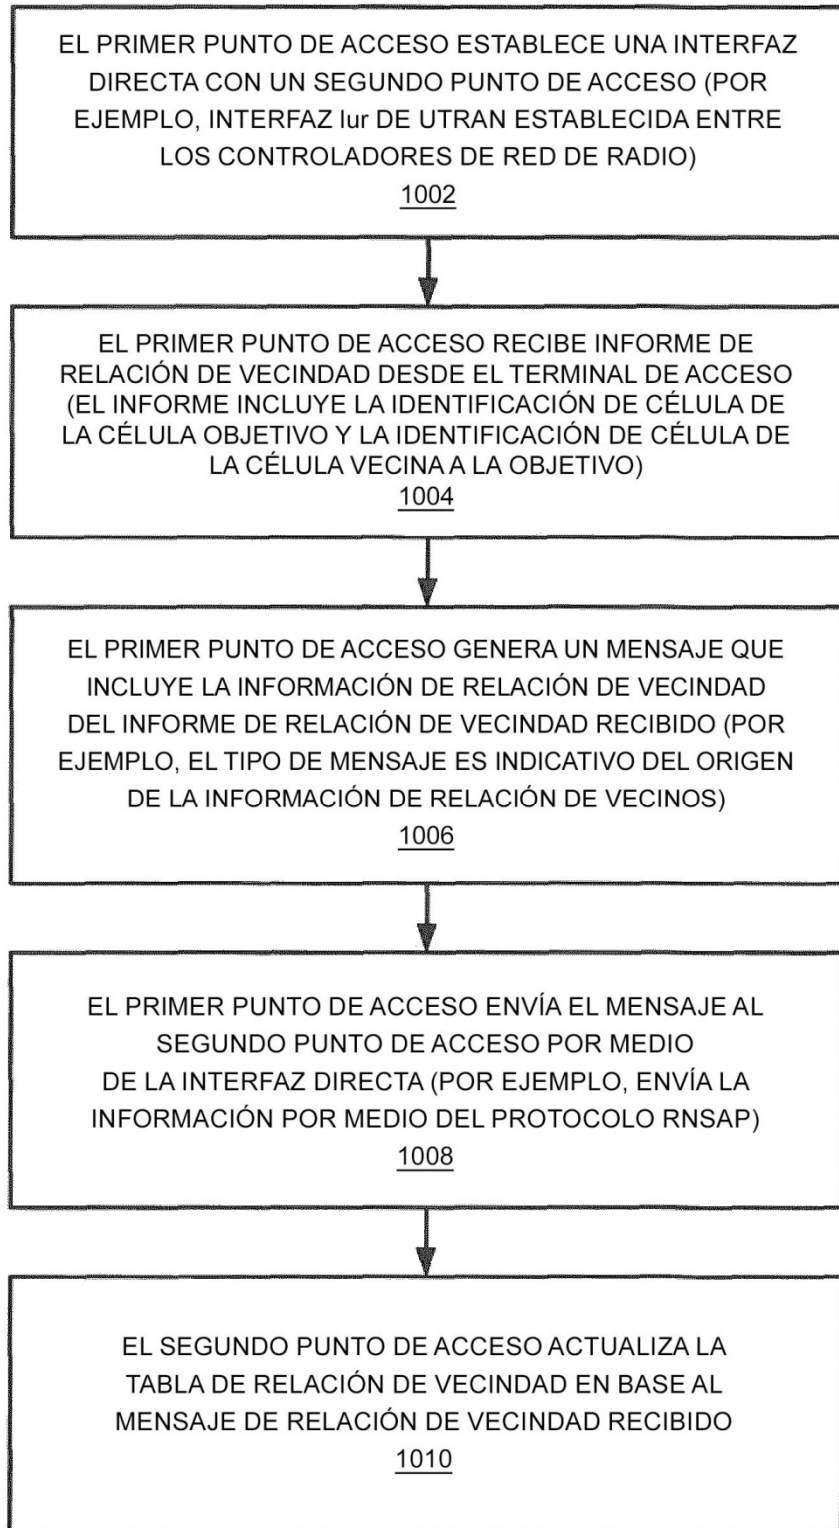 EL PRIMER PUNTO DE ACCESO ESTABLECE UNA INTERFAZ
DIRECTA CON UN SEGUNDO PUNTO DE ACCESO (POR
EJEMPLO, INTERFAZ Iur DE UTRAN ESTABLECIDA ENTRE
LOS CONTROLADORES DE RED DE RADIO)
1002
EL PRIMER PUNTO DE ACCESO RECIBE INFORME DE
RELACIÓN DE VECINDAD DESDE EL TERMINAL DE ACCESO
(EL INFORME INCLUYE LA IDENTIFICACIÓN DE CÉLULA DE
LA CÉLULA OBJETIVO Y LA IDENTIFICACIÓN DE CÉLULA DE
LA CÉLULA VECINA A LA OBJETIVO)
1004
EL PRIMER PUNTO DE ACCESO GENERA UN MENSAJE QUE
INCLUYE LA INFORMACIÓN DE RELACIÓN DE VECINDAD
DEL INFORME DE RELACIÓN DE VECINDAD RECIBIDO (POR
EJEMPLO, EL TIPO DE MENSAJE ES INDICATIVO DEL ORIGEN
DE LA INFORMACIÓN DE RELACIÓN DE VECINOS)
1006
EL PRIMER PUNTO DE ACCESO ENVÍA EL MENSAJE AL
SEGUNDO PUNTO DE ACCESO POR MEDIO
DE LA INTERFAZ DIRECTA (POR EJEMPLO, ENVÍA LA
INFORMACIÓN POR MEDIO DEL PROTOCOLO RNSAP)
1008
EL SEGUNDO PUNTO DE ACCESO ACTUALIZA LA
TABLA DE RELACIÓN DE VECINDAD EN BASE AL
MENSAJE DE RELACIÓN DE VECINDAD RECIBIDO
1010